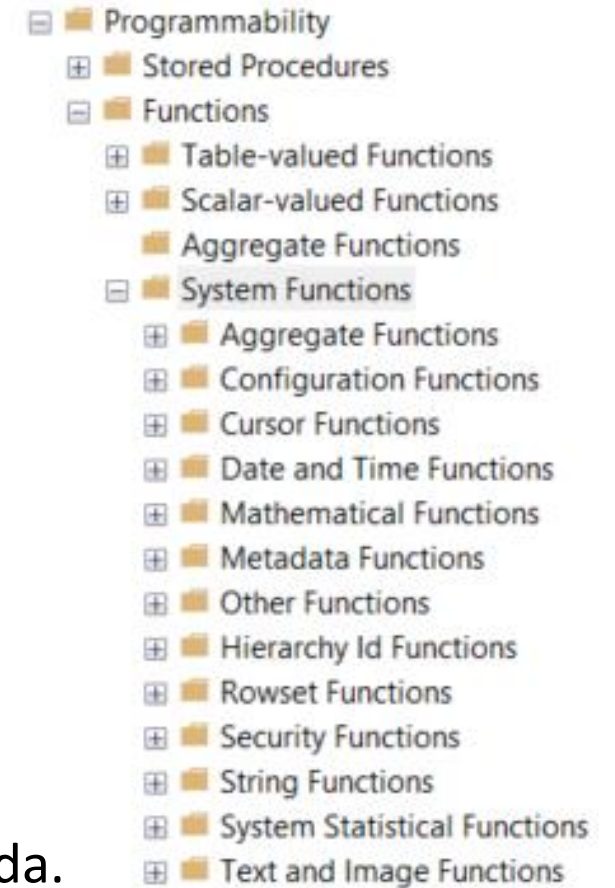 Programmability
Stored Procedures
Functions
Table-valued Functions
Scalar-valued Functions
Aggregate Functions
System Functions
Aggregate Functions
Configuration Functions
Cursor Functions
Date and Time Functions
Mathematical Functions
Metadata Functions
Other Functions
Hierarchy Id Functions
Rowset Functions
Security Functions
String Functions
System Statistical Functions
da.
Text and Image Functions